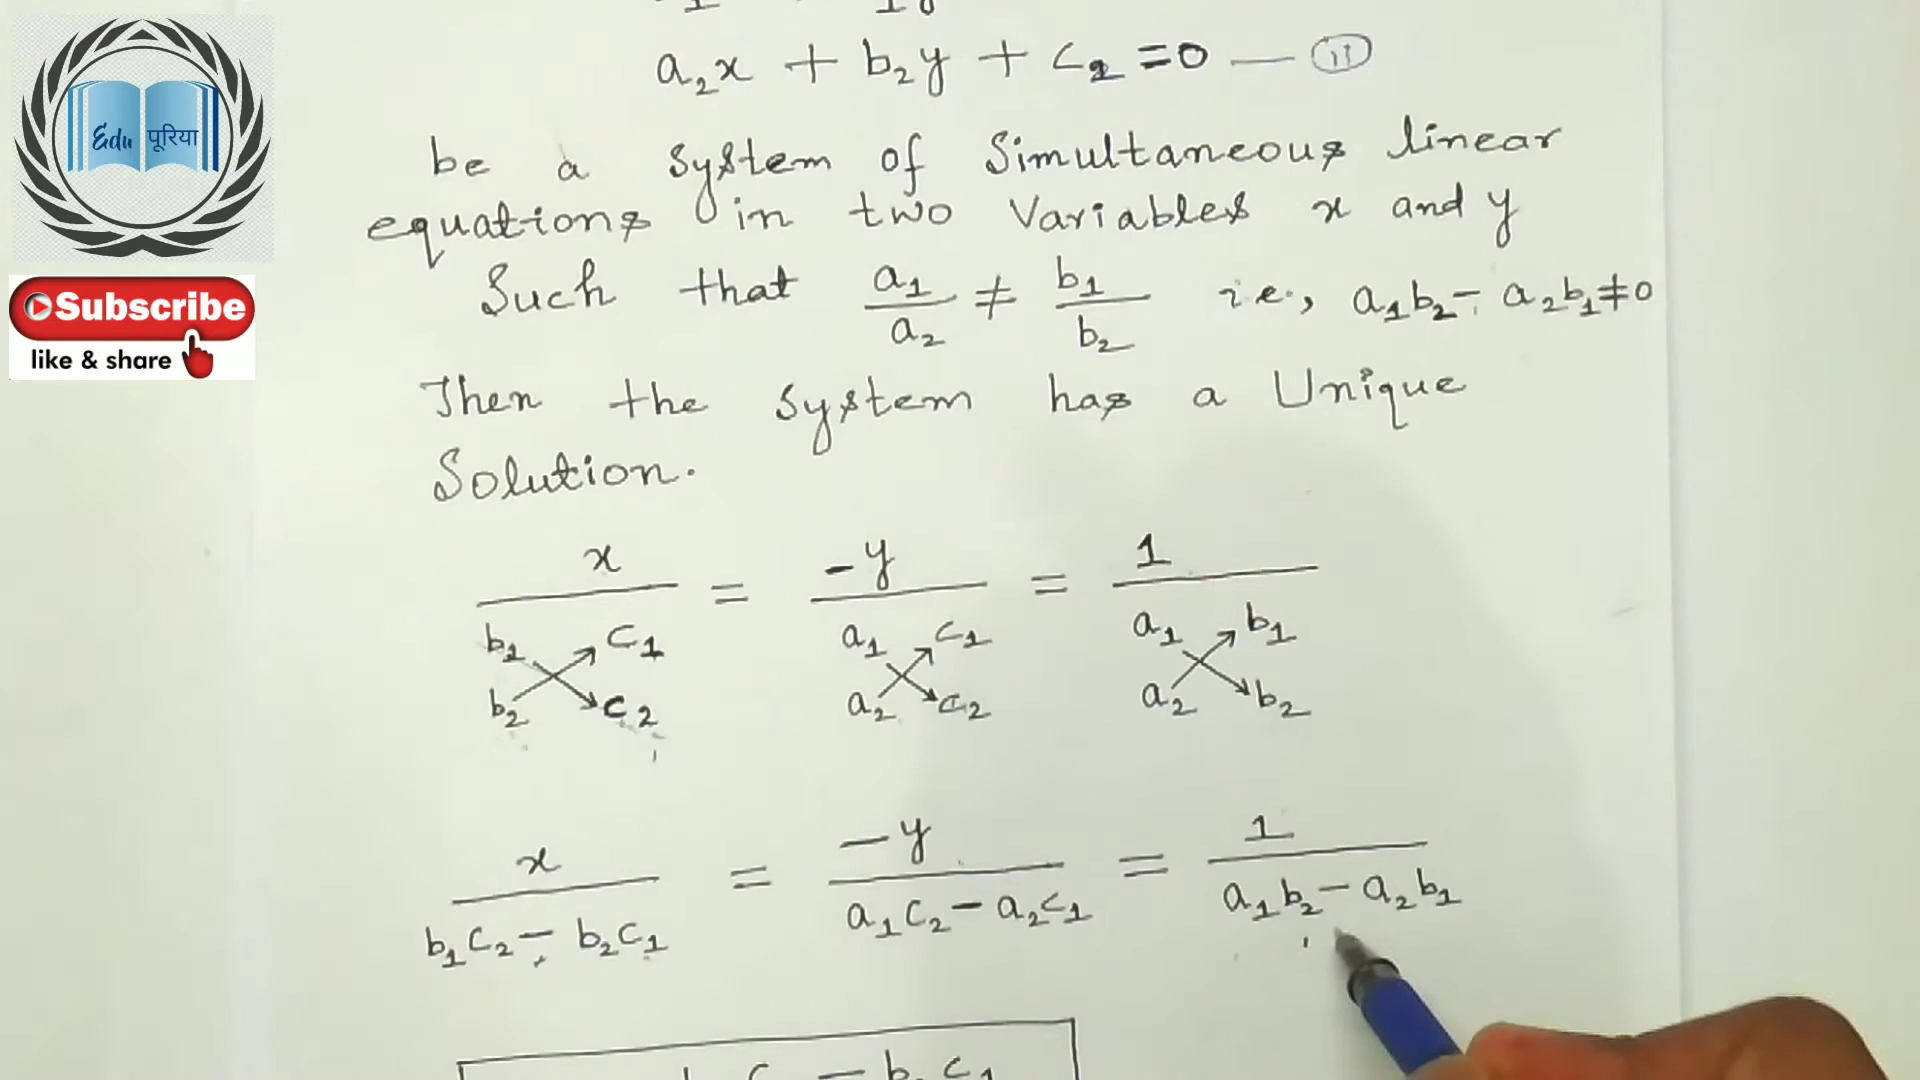 Edu पूरिया
Subscribe
like & share
a₂x + b₂y + c₂ = 0 — (ii)
be a system of simultaneous linear
equations in two variables x and y
Such that a₁/a₂ ≠ b₁/b₂ i.e., a₁b₂ - a₂b₁ ≠ 0
Then the system has a Unique
Solution.
x = -y = 1
b₁ c₁ a₁ c₁ a₁ b₁
b₂ c₂ a₂ c₂ a₂ b₂
x = -y = 1
b₁c₂ - b₂c₁ a₁c₂ - a₂c₁ a₁b₂ - a₂b₁